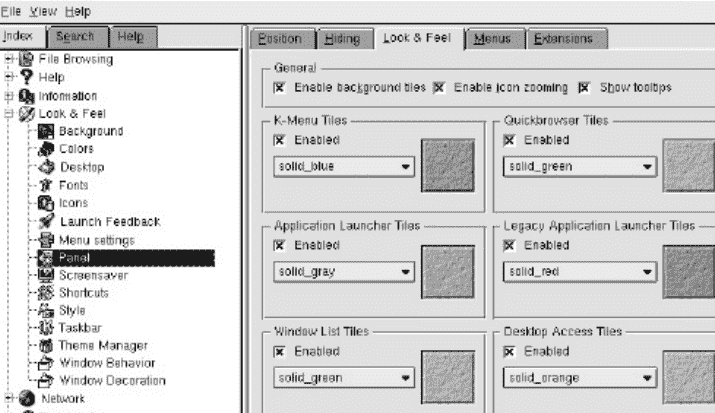 File View Help
Index Search Help
File Browsing
Help
Information
Look & Feel
Background
Colors
Desktop
Fonts
Icons
Launch Feedback
Menu settings
Panel
Screensaver
Shortcuts
Style
Taskbar
Theme Manager
Window Behavior
Window Decoration
Network
Position Hiding Look & Feel Menus Extensions
General
Enable background tiles Enable icon zooming Show tooltips
K-Menu Tiles
Enabled
solid_blue
Quickbrowser Tiles
Enabled
solid_green
Application Launcher Tiles
Enabled
solid_gray
Legacy Application Launcher Tiles
Enabled
solid_red
Window List Tiles
Enabled
solid_green
Desktop Access Tiles
Enabled
solid_orange